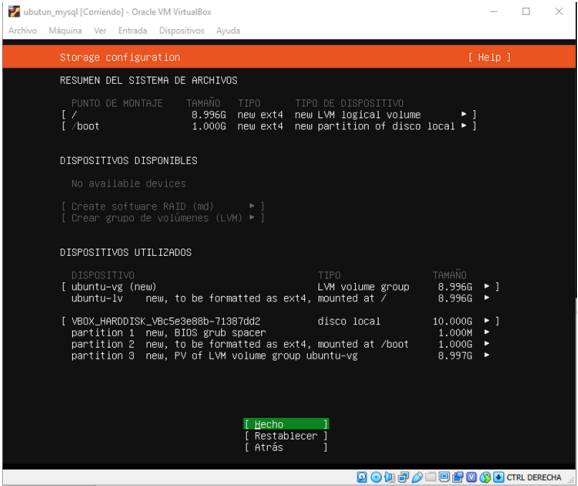 ubutun_mysql [Corriendo] - Oracle VM VirtualBox
Archivo Máquina Ver Entrada Dispositivos Ayuda
Storage configuration [ Help ]
RESUMEN DEL SISTEMA DE ARCHIVOS
PUNTO DE MONTAJE TAMAÑO TIPO TIPO DE DISPOSITIVO
[ / 8.996G new ext4 new LVM logical volume ▸ ]
[ /boot 1.000G new ext4 new partition of disco local ▸ ]
DISPOSITIVOS DISPONIBLES
No available devices
[ Create software RAID (md) ▸ ]
[ Crear grupo de volúmenes (LVM) ▸ ]
DISPOSITIVOS UTILIZADOS
DISPOSITIVO TIPO TAMAÑO
[ ubuntu-vg (new) LVM volume group 8.996G ▸ ]
ubuntu-lv new, to be formatted as ext4, mounted at / 8.996G ▸
[ VBOX_HARDDISK_VBc5e3e88b-71387dd2 disco local 10.000G ▸ ]
partition 1 new, BIOS grub spacer 1.000M ▸
partition 2 new, to be formatted as ext4, mounted at /boot 1.000G ▸
partition 3 new, PV of LVM volume group ubuntu-vg 8.997G ▸
[ Hecho ]
[ Restablecer ]
[ Atrás ]
CTRL DERECHA